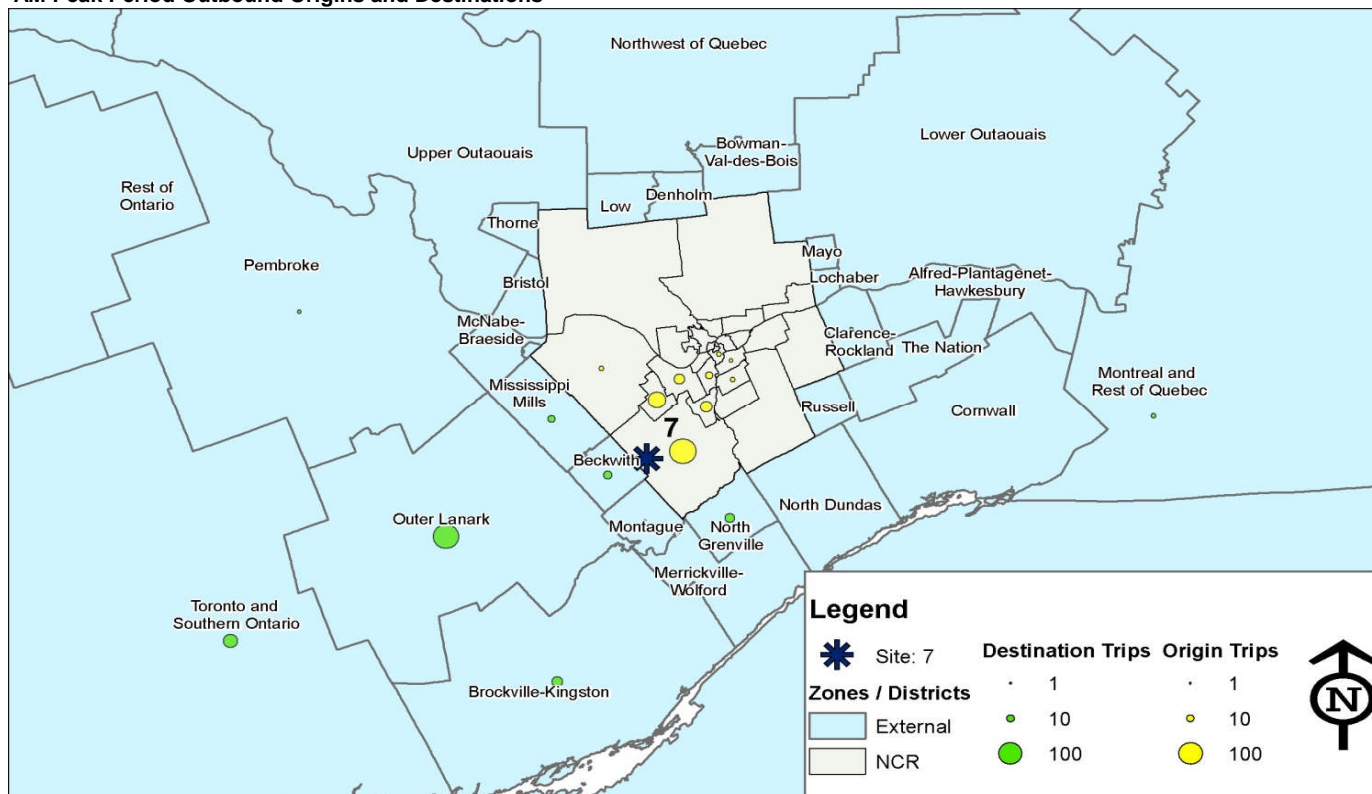 AM Peak Period Outbound Origins and Destinations
Northwest of Quebec
Lower Outaouais
Bowman-
Val-des-Bois
Upper Outaouais
Rest of
Ontario
Denholm
Low
Thorne
Mayo
Pembroke
Bristol
Lochaber
Alfred-Plantagenet-
Hawkesbury
McNabe-
Braeside
Clarence-
Rockland
The Nation
Montreal and
Rest of Quebec
Mississippi
Mills
Russell
Cornwall
7
Beckwith
North Dundas
Outer Lanark
Montague
North
Grenville
Merrickville-
Wolford
Toronto and
Southern Ontario
Brockville-Kingston
Legend
Site: 7
Zones / Districts
External
NCR
Destination Trips
1
10
100
Origin Trips
1
10
100
N